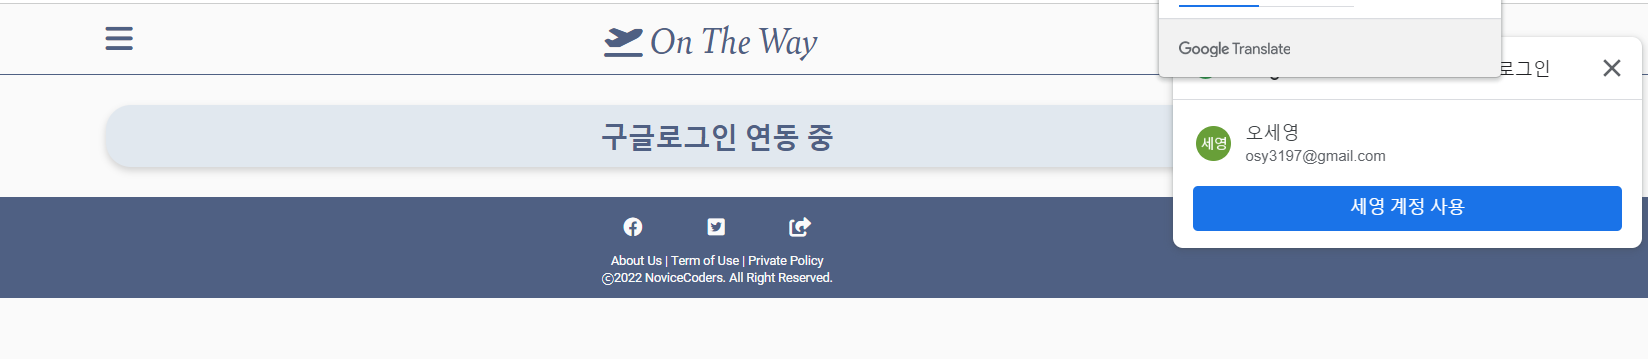 On The Way
Google Translate
로그인
구글로그인 연동 중
세영
오세영
osy3197@gmail.com
세영 계정 사용
About Us | Term of Use | Private Policy
©2022 NoviceCoders. All Right Reserved.